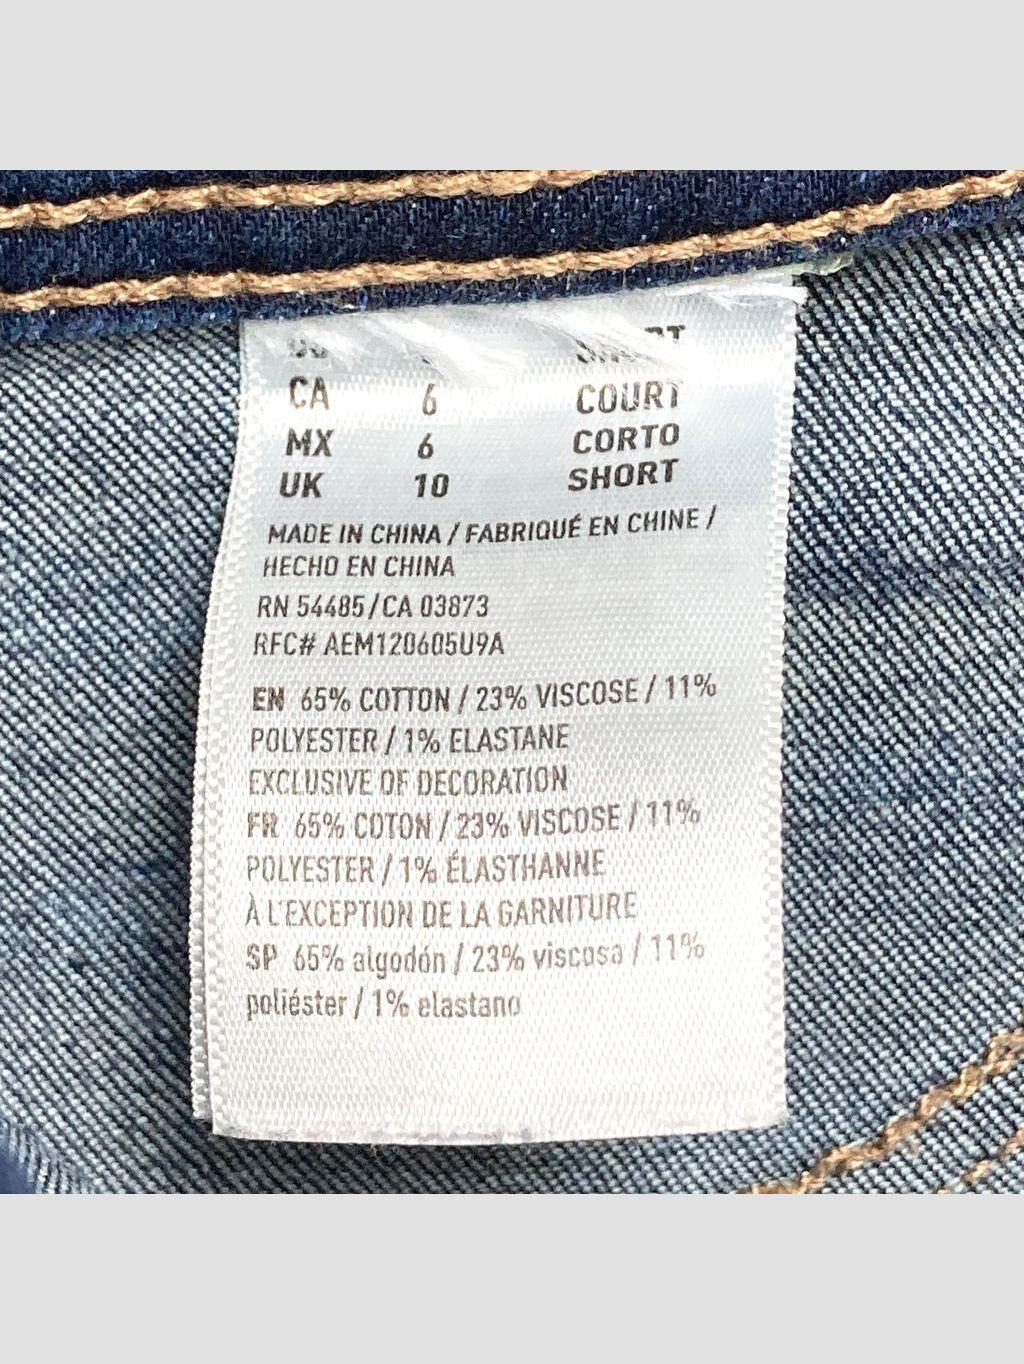 CA 6 COURT
MX 6 CORTO
UK 10 SHORT
MADE IN CHINA / FABRIQUÉ EN CHINE /
HECHO EN CHINA
RN 54485/CA 03873
RFC# AEM120605U9A
EN 65% COTTON / 23% VISCOSE / 11%
POLYESTER / 1% ELASTANE
EXCLUSIVE OF DECORATION
FR 65% COTON / 23% VISCOSE / 11%
POLYESTER / 1% ÉLASTHANNE
À L'EXCEPTION DE LA GARNITURE
SP 65% algodón / 23% viscosa / 11%
poliéster / 1% elastano